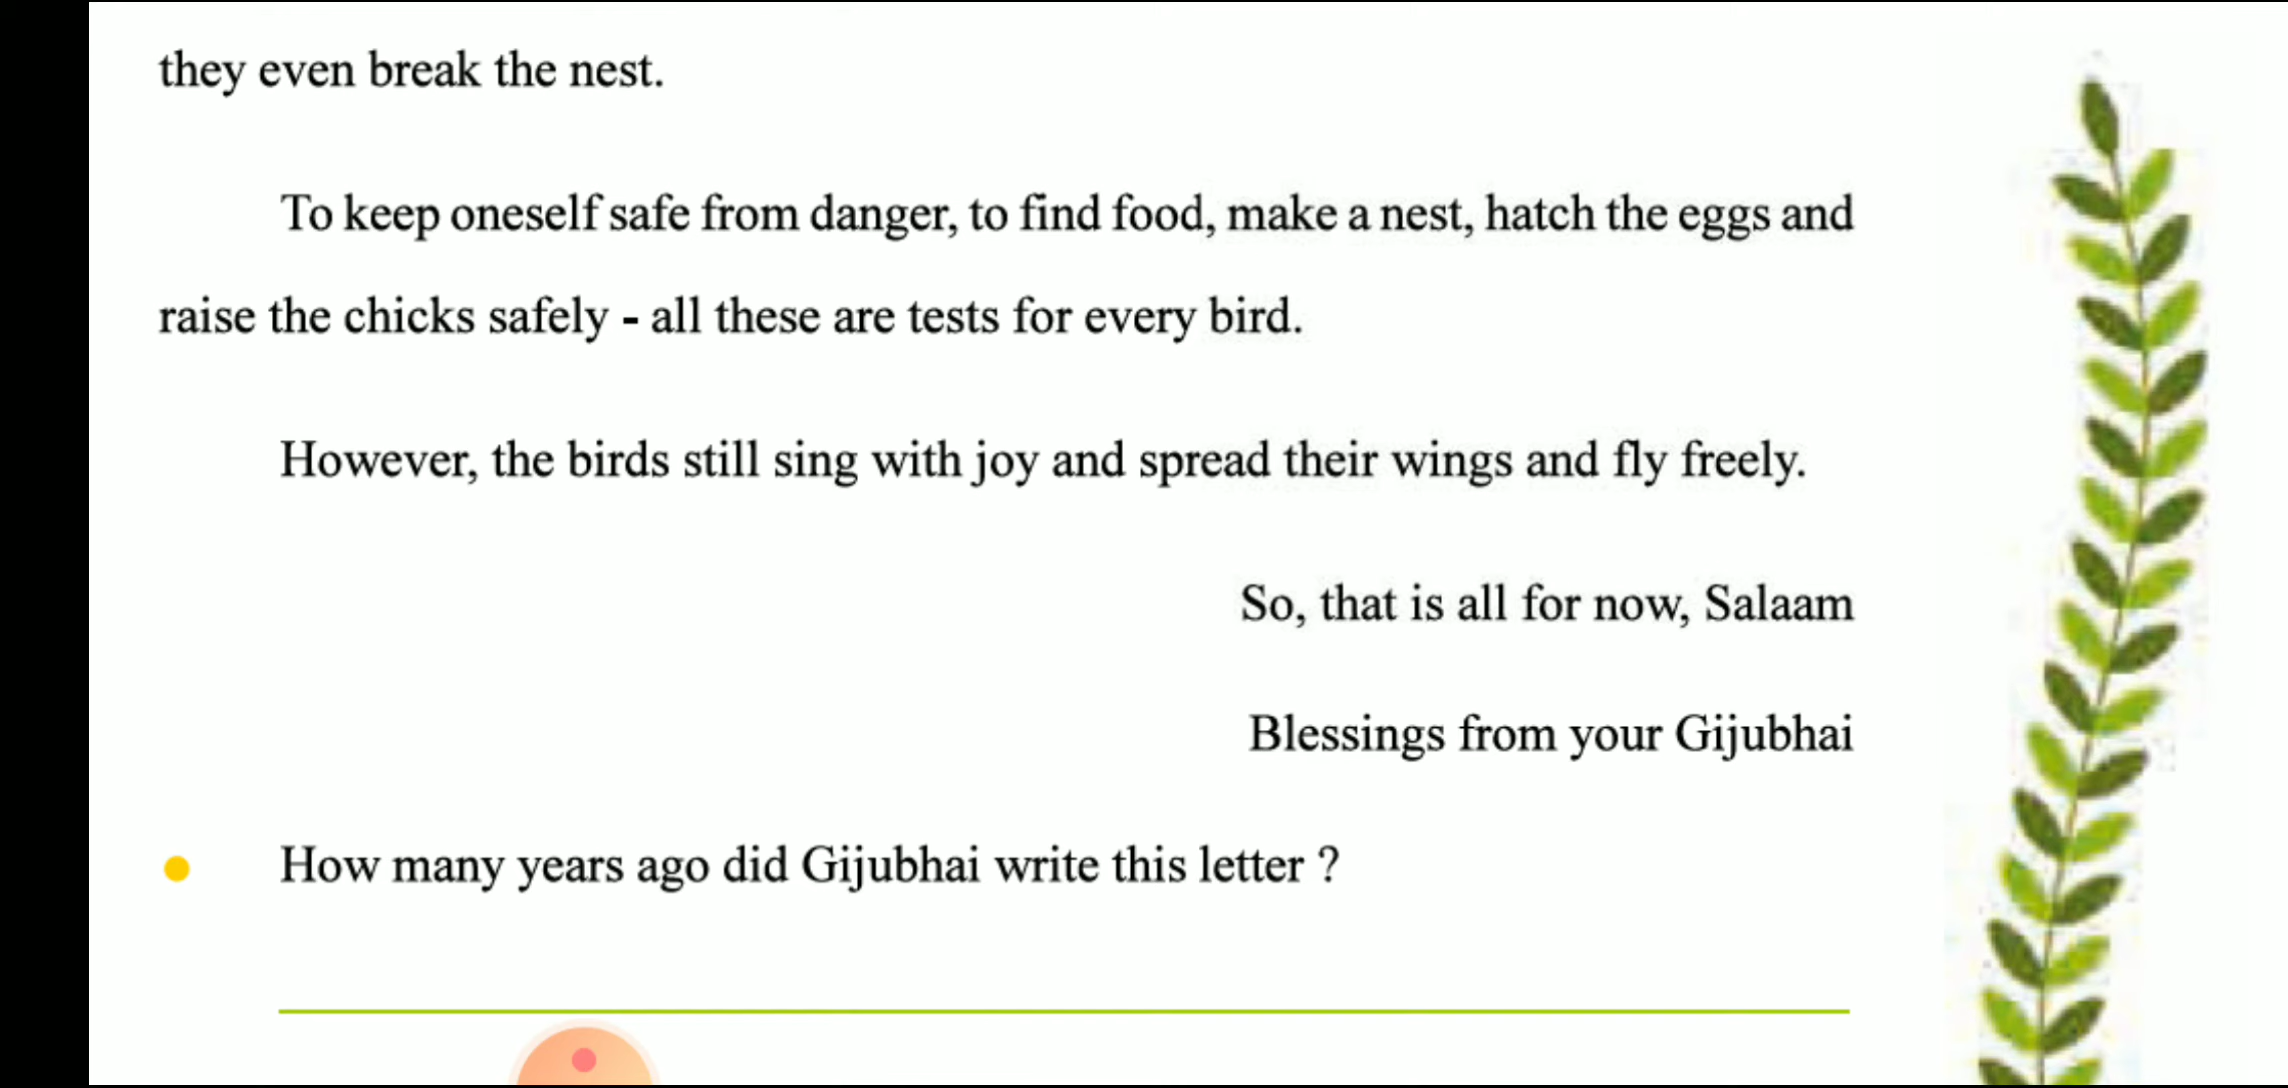 they even break the nest.
To keep oneself safe from danger, to find food, make a nest, hatch the eggs and
raise the chicks safely - all these are tests for every bird.
However, the birds still sing with joy and spread their wings and fly freely.
So, that is all for now, Salaam
Blessings from your Gijubhai
How many years ago did Gijubhai write this letter ?